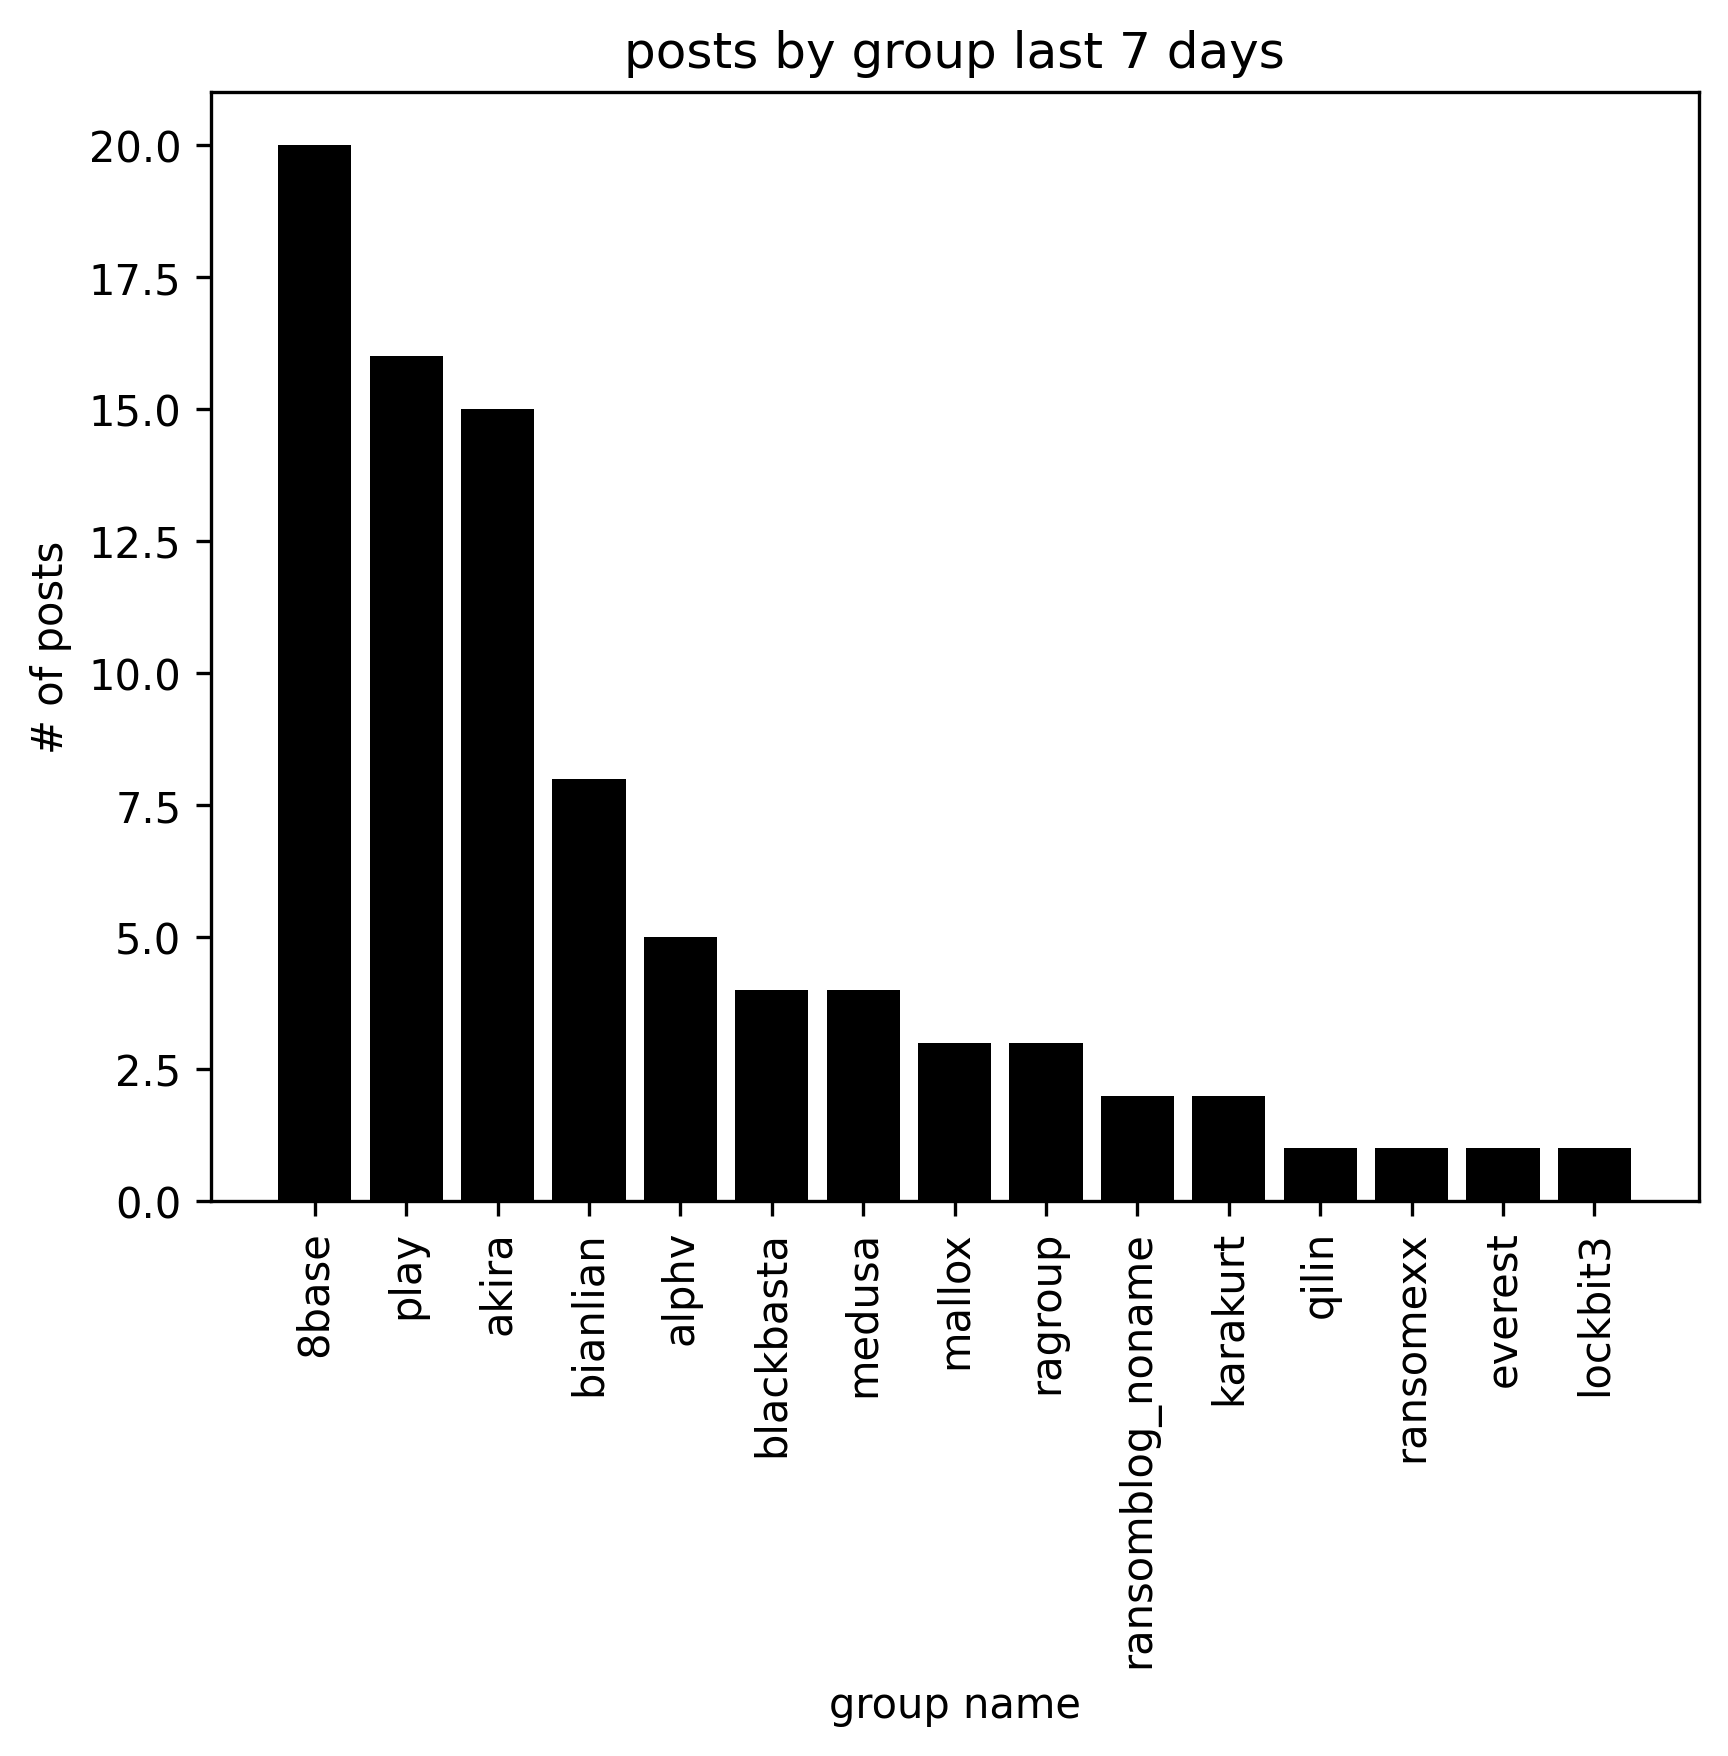 posts by group last 7 days
# of posts
20.0
17.5
15.0
12.5
10.0
7.5
5.0
2.5
0.0
8base
play
akira
bianlian
alphv
blackbasta
medusa
mallox
ragroup
ransomblog_noname
karakurt
qilin
ransomexx
everest
lockbit3
group name